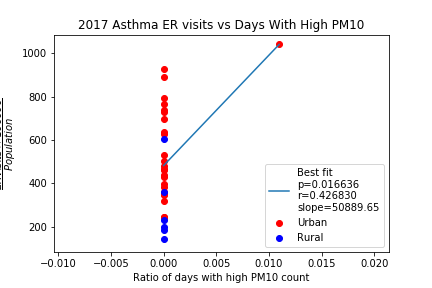 2017 Asthma ER visits vs Days With High PM10
1000
800
600
400
200
Population
−0.010
−0.005
0.000
0.005
0.010
0.015
0.020
Ratio of days with high PM10 count
Best fit
p=0.016636
r=0.426830
slope=50889.65
Urban
Rural